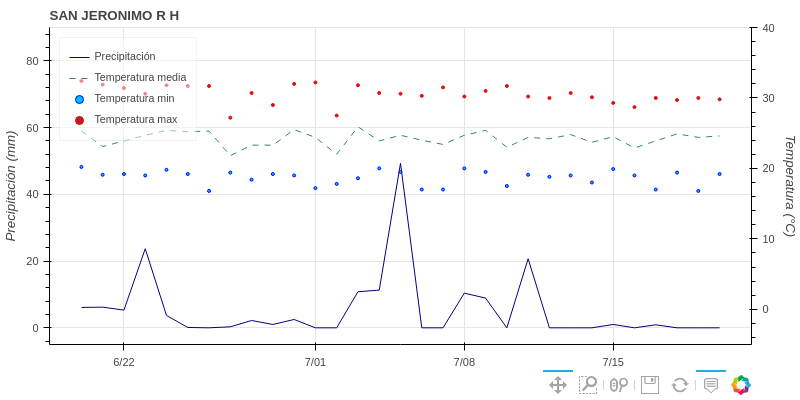 SAN JERONIMO R H
Precipitación
Temperatura media
Temperatura min
Temperatura max
Precipitación (mm)
80
60
40
20
0
Temperatura (°C)
40
30
20
10
0
6/22
7/01
7/08
7/15